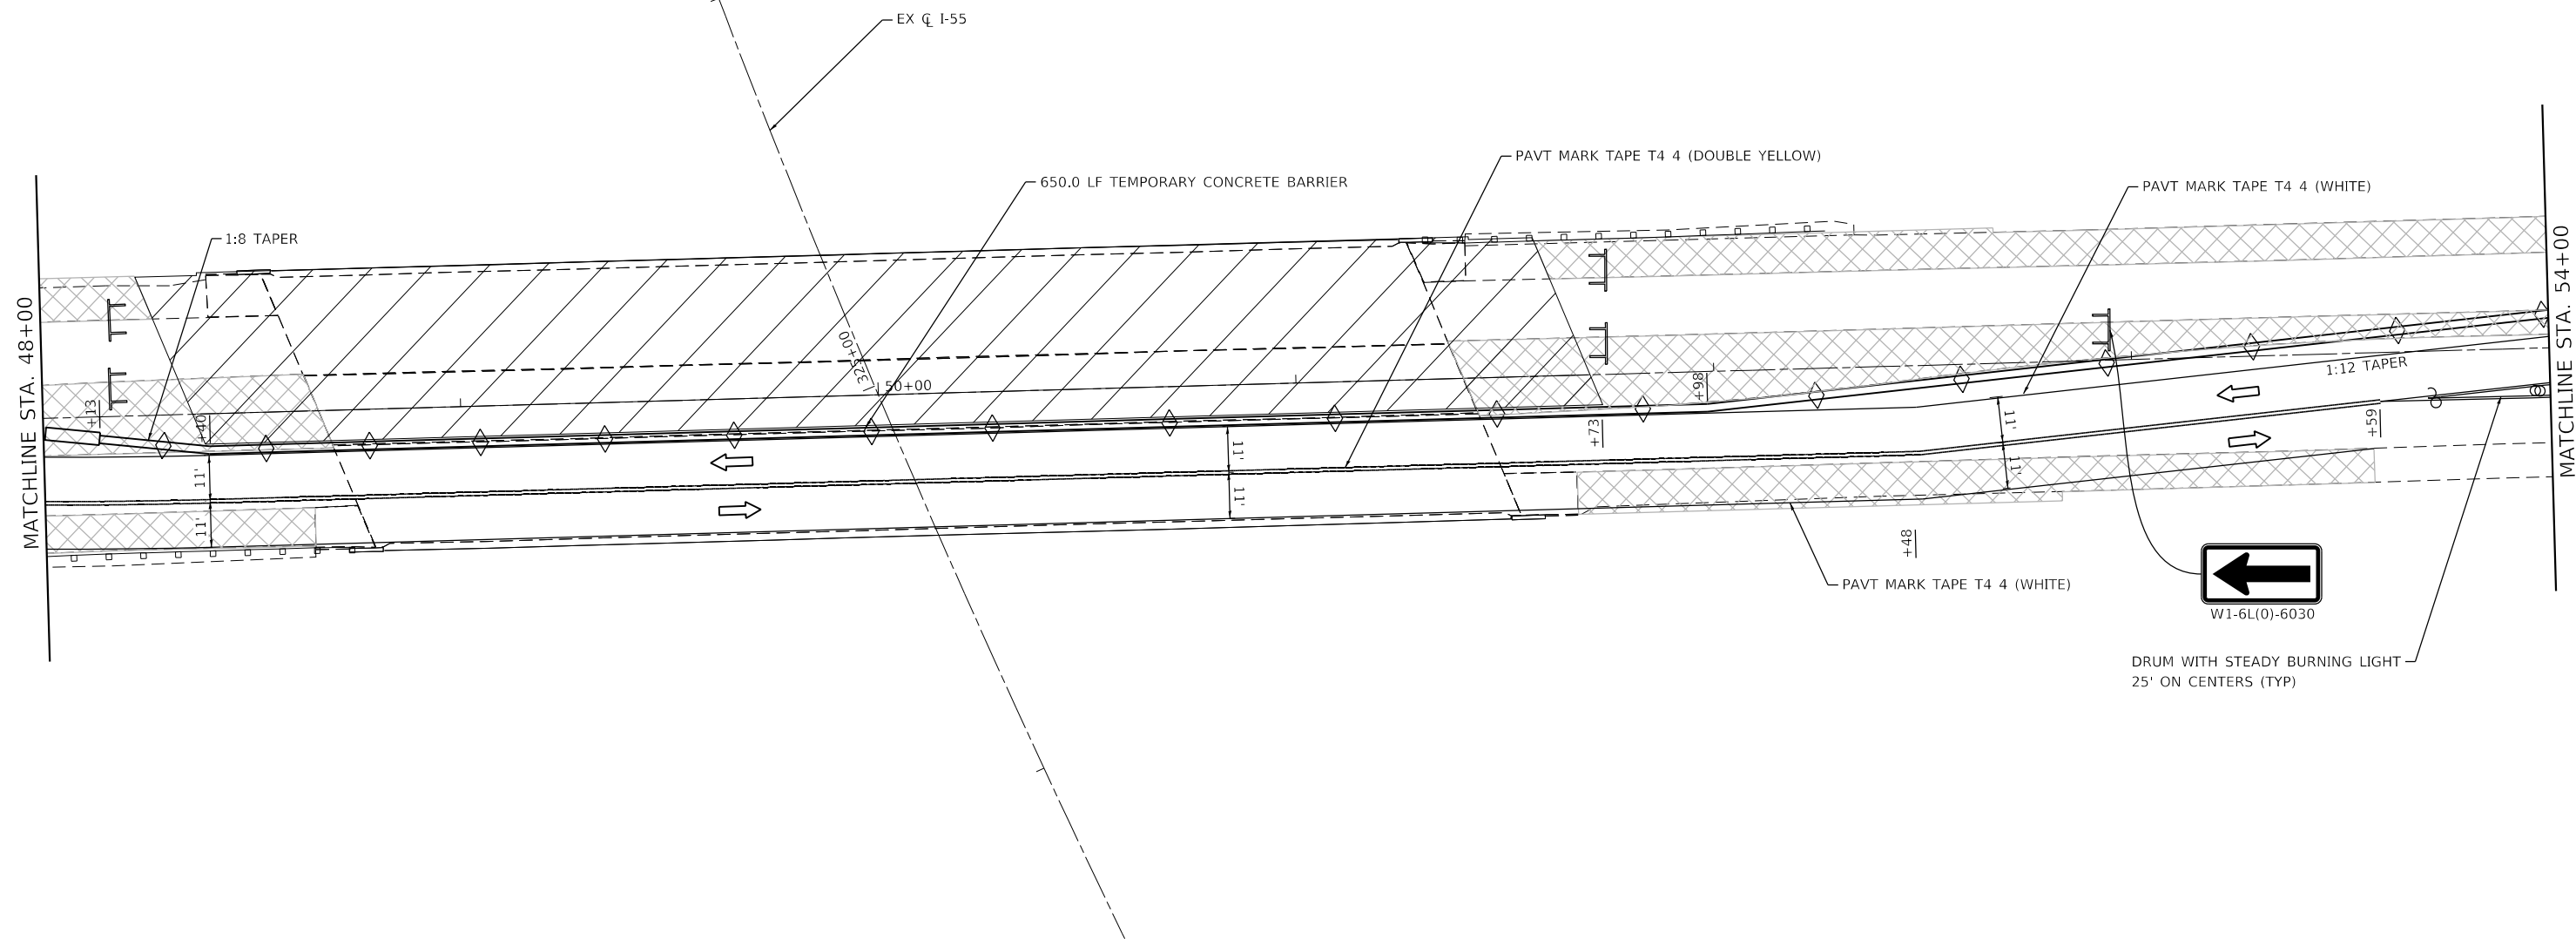 EX ℄ I-55
PAVT MARK TAPE T4 4 (DOUBLE YELLOW)
650.0 LF TEMPORARY CONCRETE BARRIER
PAVT MARK TAPE T4 4 (WHITE)
1:8 TAPER
MATCHLINE STA. 48+00
MATCHLINE STA. 54+00
325+00
50+00
+13
+40
+98
+73
+59
+48
1:12 TAPER
11'
11'
11'
11'
11'
11'
PAVT MARK TAPE T4 4 (WHITE)
W1-6L(0)-6030
DRUM WITH STEADY BURNING LIGHT
25' ON CENTERS (TYP)